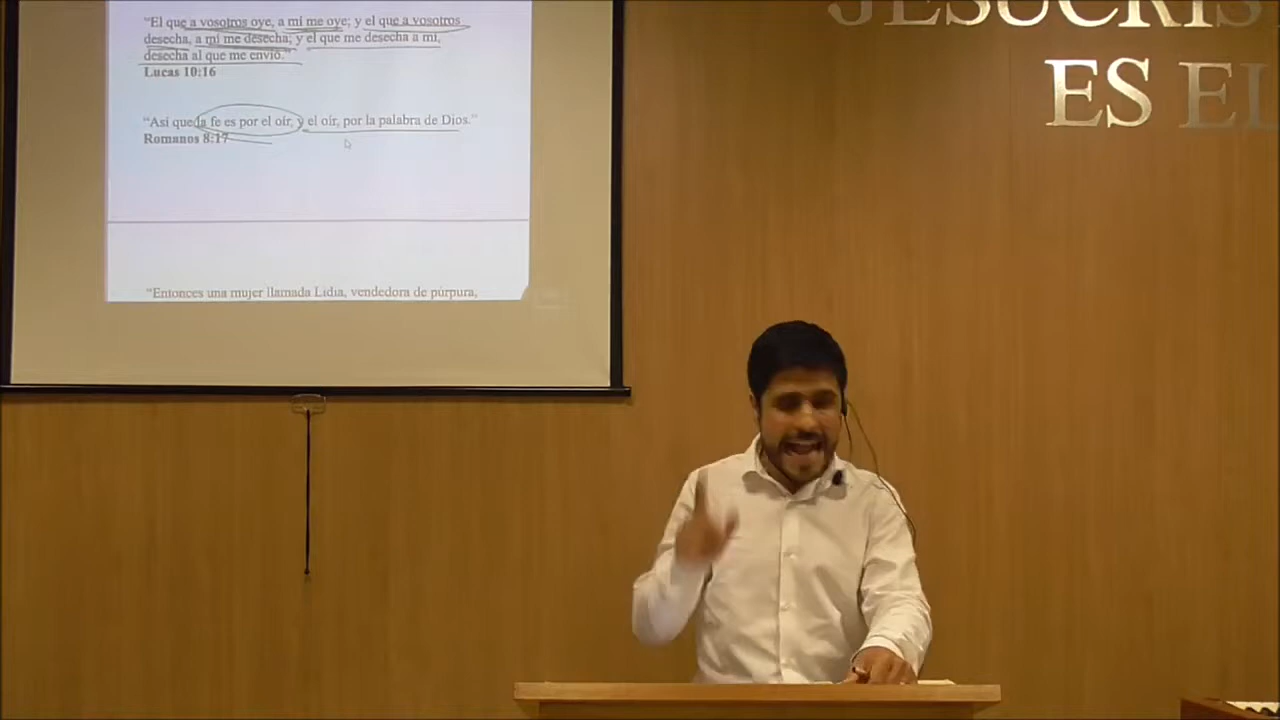 “El que a vosotros oye, a mí me oye; y el que a vosotros
desecha, a mí me desecha; y el que me desecha a mí,
desecha al que me envió.”
Lucas 10:16
“Así que la fe es por el oír, y el oír, por la palabra de Dios.”
Romanos 8:17
“Entonces una mujer llamada Lidia, vendedora de púrpura,
JESUCRIS
ES EL